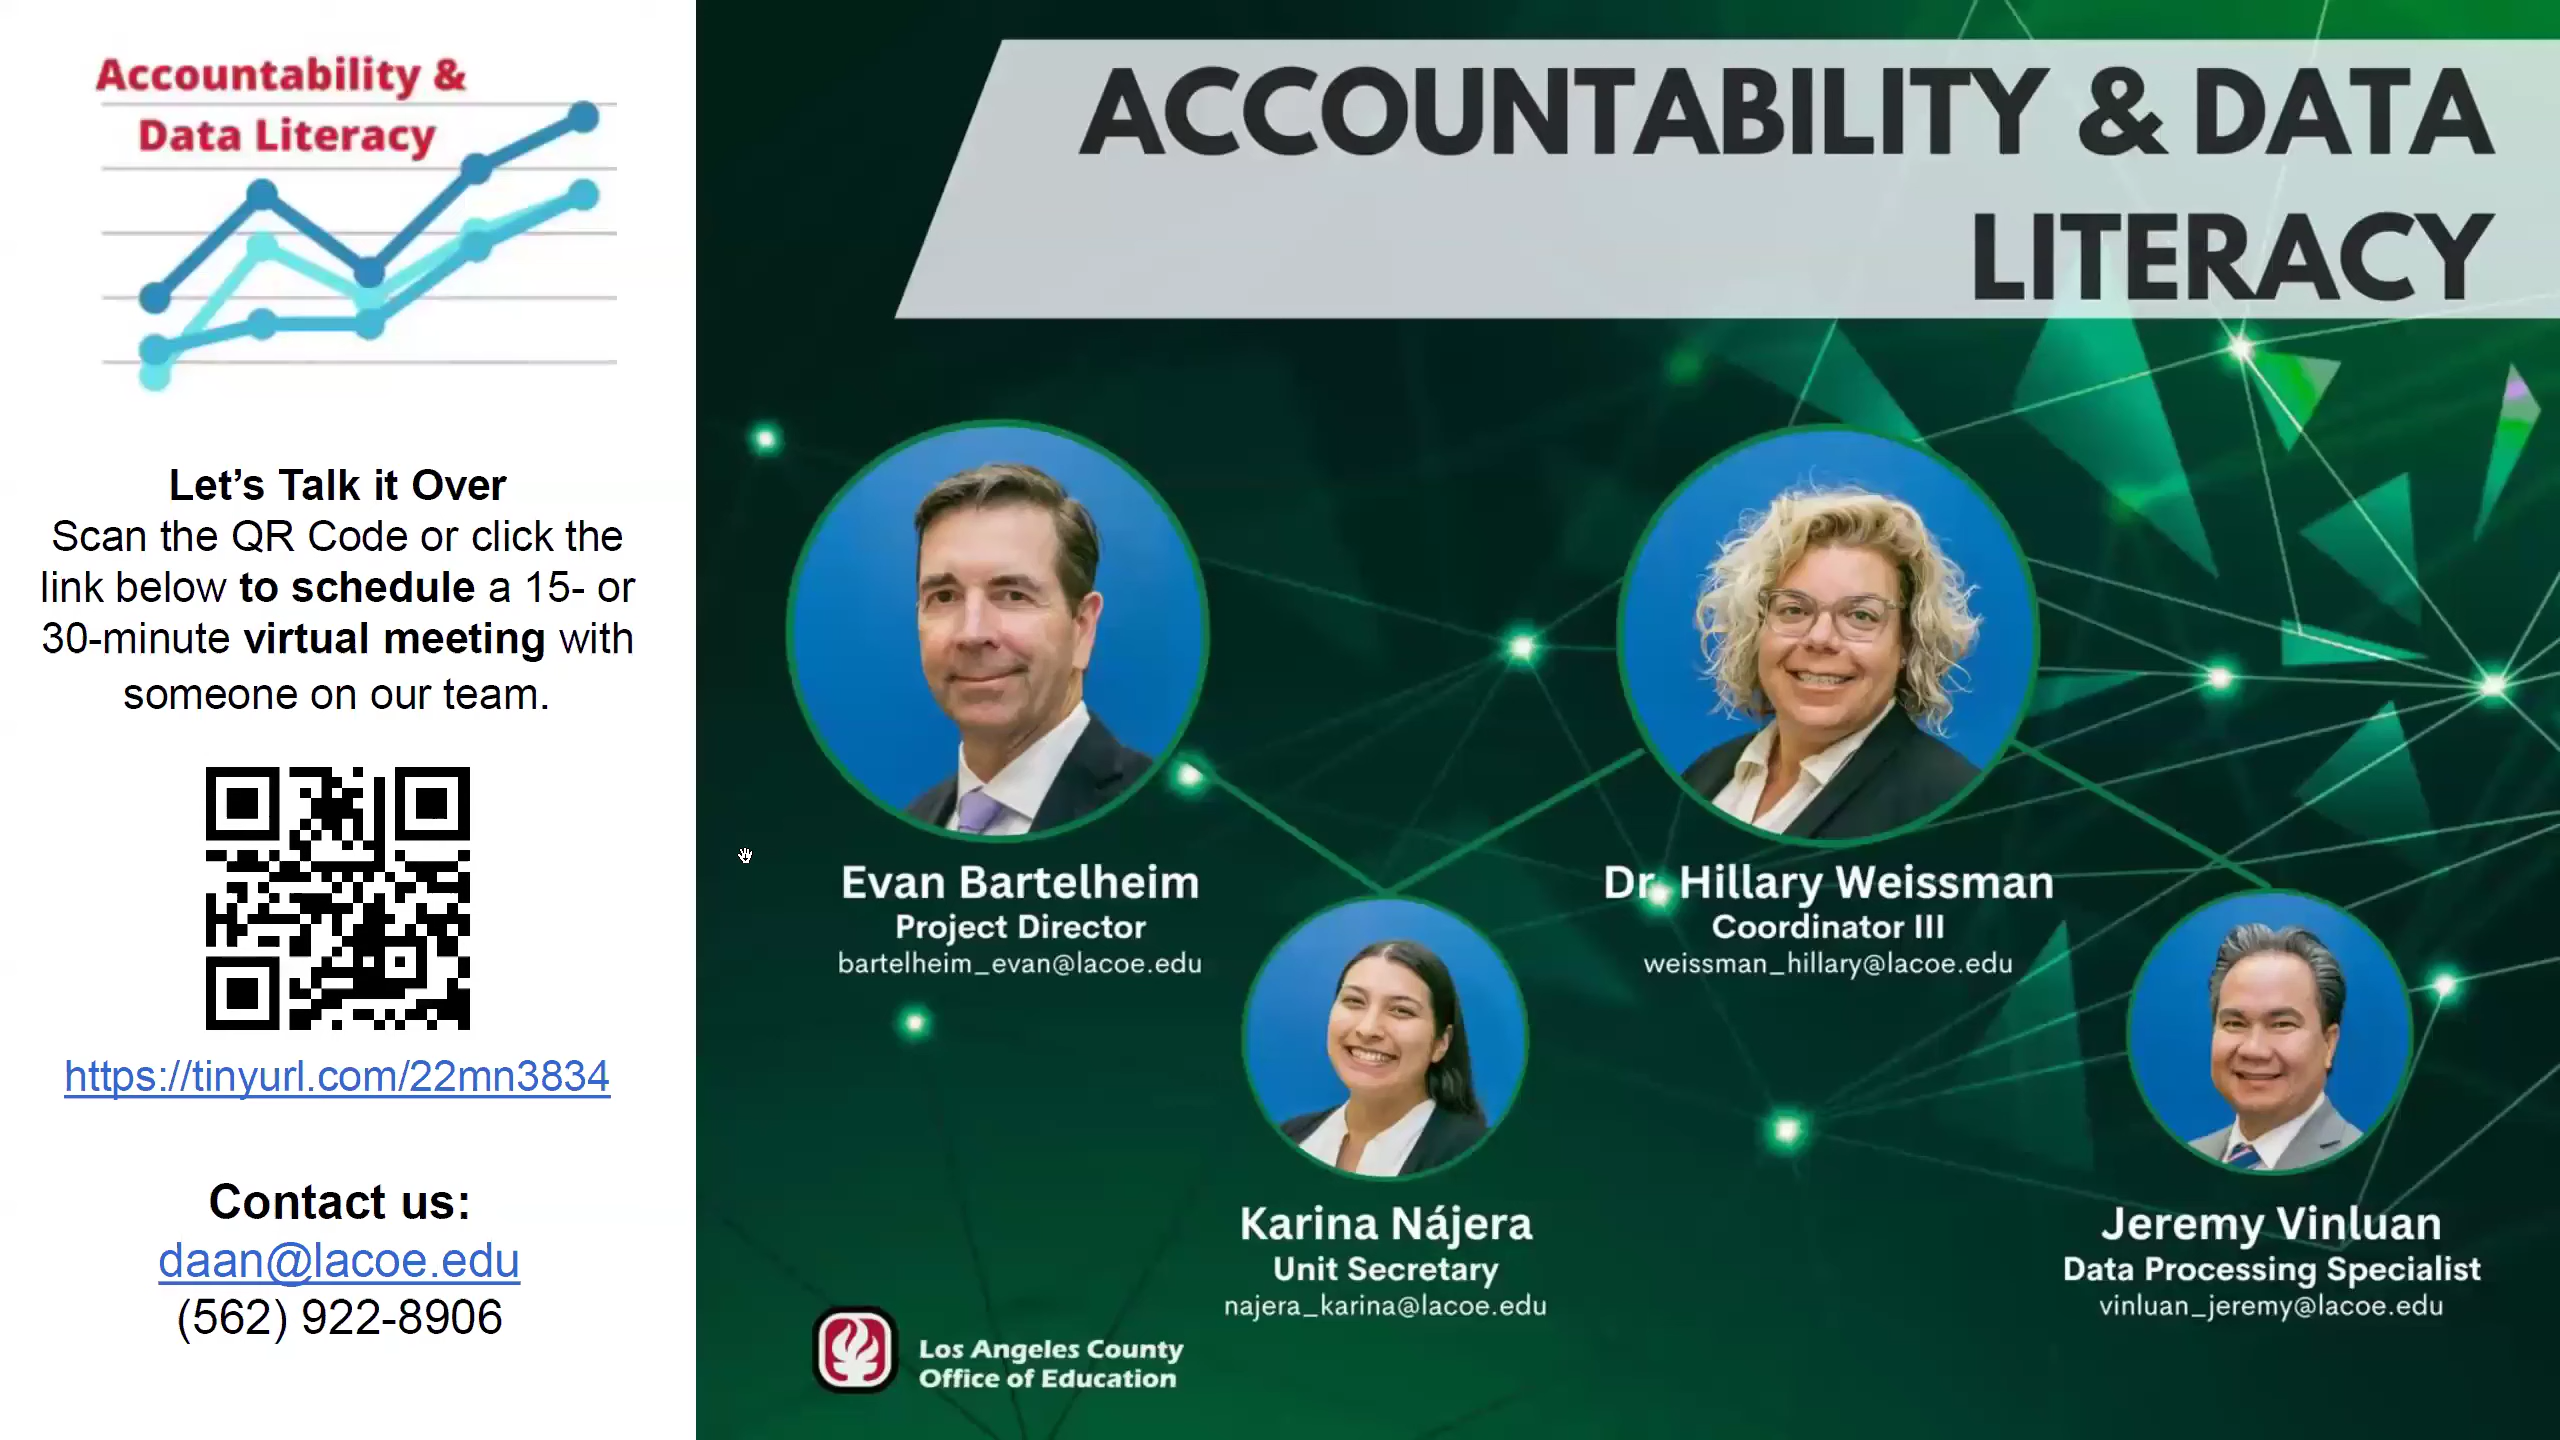 Accountability &
Data Literacy
Let’s Talk it Over
Scan the QR Code or click the
link below to schedule a 15- or
30-minute virtual meeting with
someone on our team.
https://tinyurl.com/22mn3834
Contact us:
daan@lacoe.edu
(562) 922-8906
ACCOUNTABILITY & DATA
LITERACY
Evan Bartelheim
Project Director
bartelheim_evan@lacoe.edu
Dr. Hillary Weissman
Coordinator III
weissman_hillary@lacoe.edu
Karina Nájera
Unit Secretary
najera_karina@lacoe.edu
Jeremy Vinluan
Data Processing Specialist
vinluan_jeremy@lacoe.edu
Los Angeles County
Office of Education